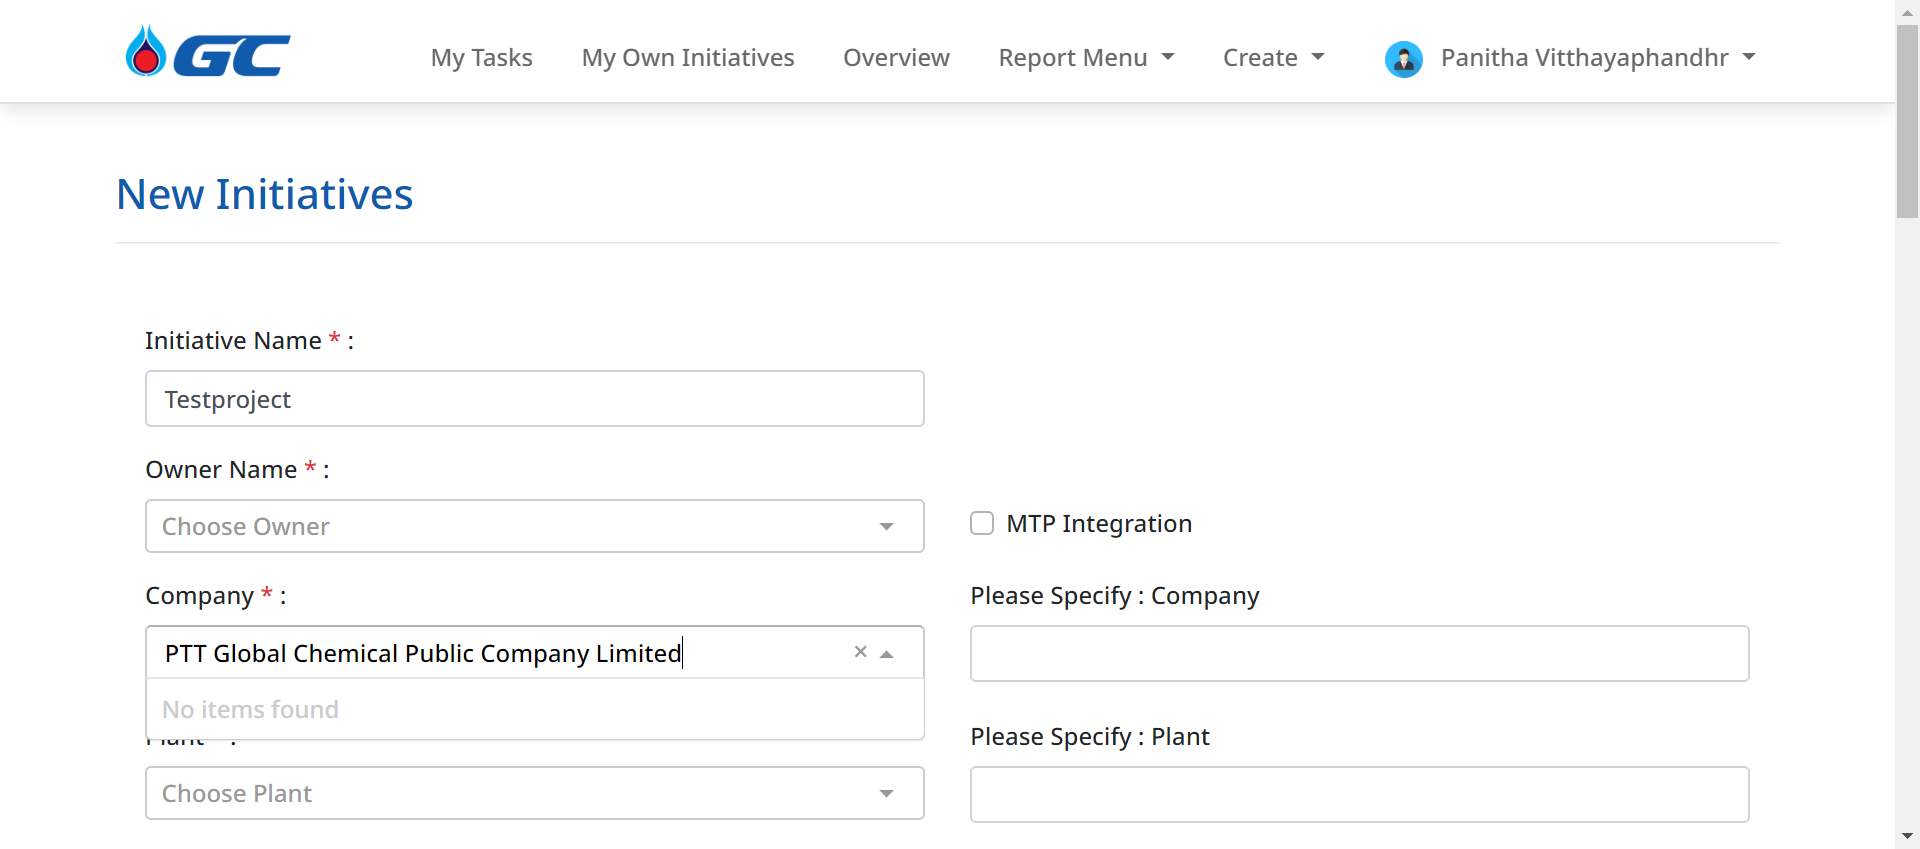 GC
My Tasks
My Own Initiatives
Overview
Report Menu
Create
Panitha Vitthayaphandhr
New Initiatives
Initiative Name * :
Testproject
Owner Name * :
Choose Owner
MTP Integration
Company * :
Please Specify : Company
PTT Global Chemical Public Company Limited
No items found
Please Specify : Plant
Choose Plant